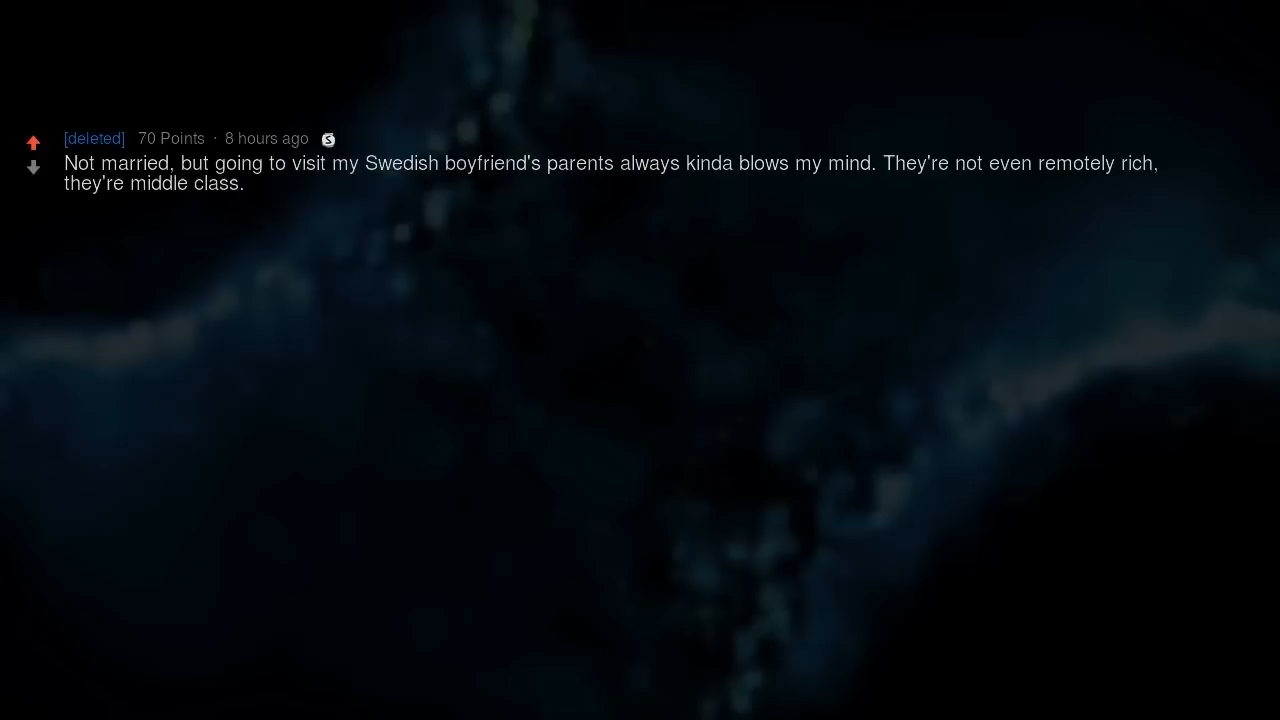 [deleted] 70 Points · 8 hours ago S
Not married, but going to visit my Swedish boyfriend's parents always kinda blows my mind. They're not even remotely rich,
they're middle class.